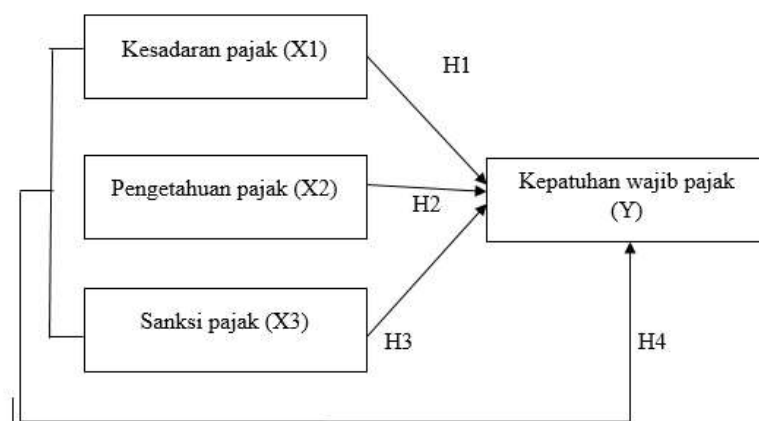 Kesadaran pajak (X1)
H1
Pengetahuan pajak (X2)
H2
Kepatuhan wajib pajak
(Y)
Sanksi pajak (X3)
H3
H4